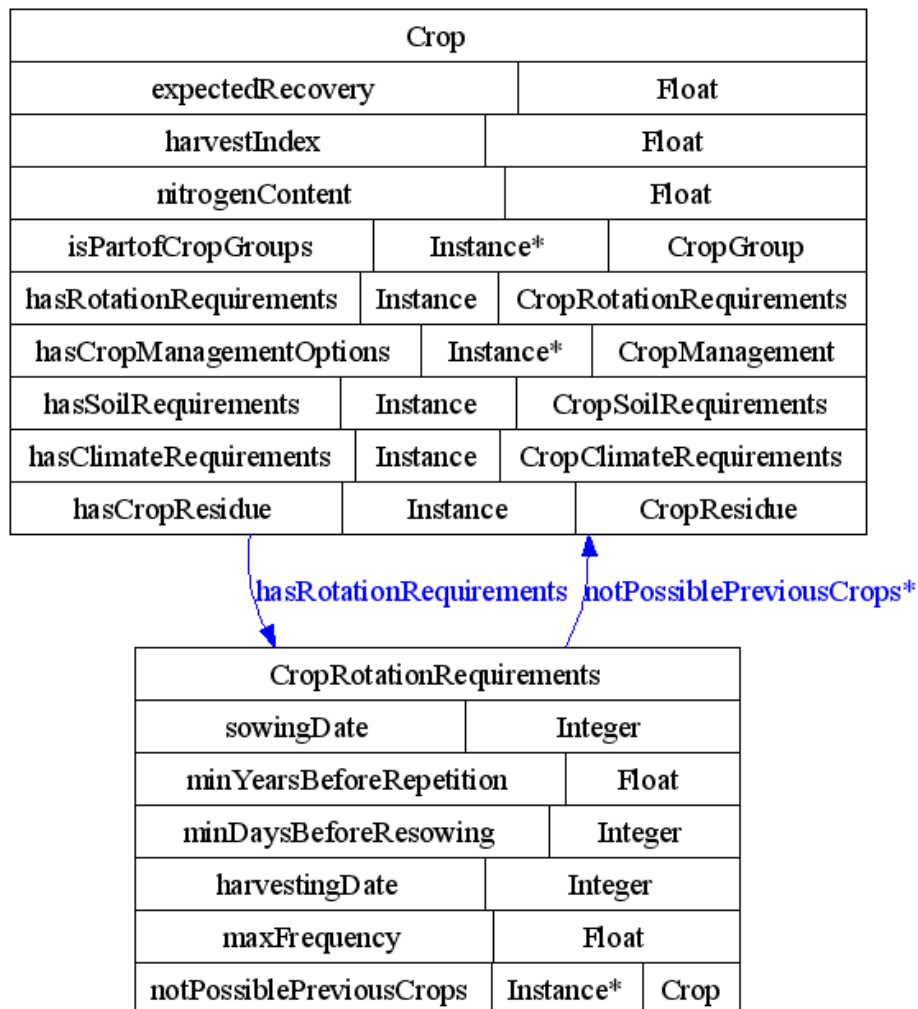 Crop
expectedRecovery Float
harvestIndex Float
nitrogenContent Float
isPartofCropGroups Instance* CropGroup
hasRotationRequirements Instance CropRotationRequirements
hasCropManagementOptions Instance* CropManagement
hasSoilRequirements Instance CropSoilRequirements
hasClimateRequirements Instance CropClimateRequirements
hasCropResidue Instance CropResidue
hasRotationRequirements notPossiblePreviousCrops*
CropRotationRequirements
sowingDate Integer
minYearsBeforeRepetition Float
minDaysBeforeResowing Integer
harvestingDate Integer
maxFrequency Float
notPossiblePreviousCrops Instance* Crop